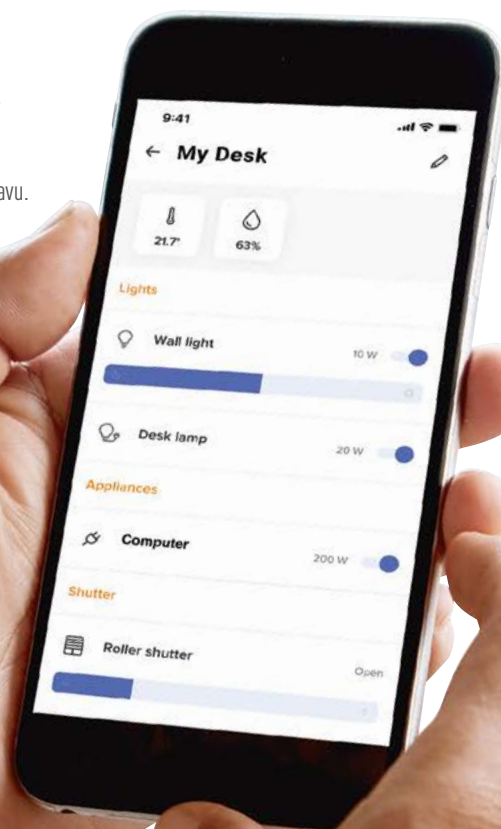 avu.
9:41
← My Desk
21.7°
63%
Lights
Wall light 10 W
Desk lamp 20 W
Appliances
Computer 200 W
Shutter
Roller shutter Open